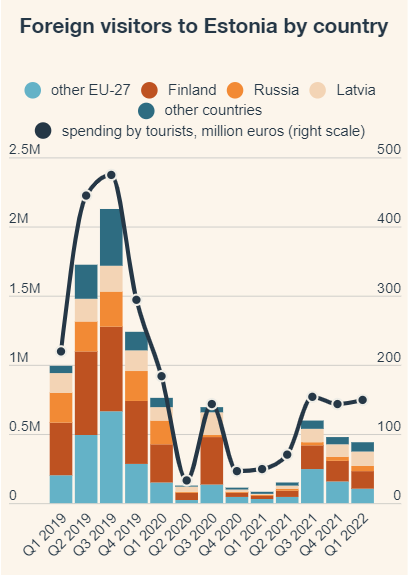 Foreign visitors to Estonia by country
other EU-27 Finland Russia Latvia
other countries
spending by tourists, million euros (right scale)
2.5M 500
2M 400
1.5M 300
1M 200
0.5M 100
0 0
Q1 2019 Q2 2019 Q3 2019 Q4 2019 Q1 2020 Q2 2020 Q3 2020 Q4 2020 Q1 2021 Q2 2021 Q3 2021 Q4 2021 Q1 2022